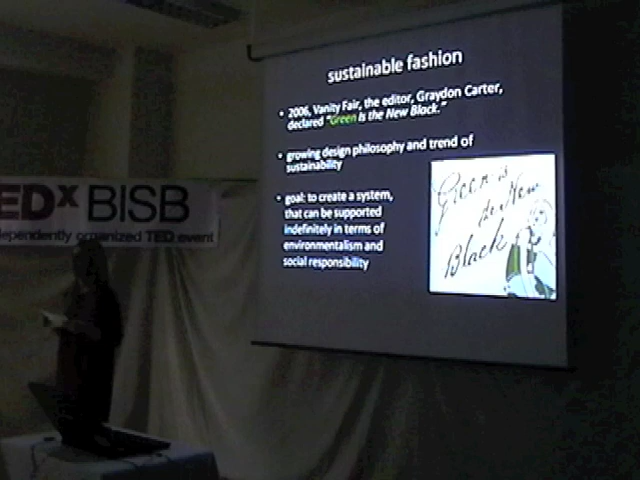 sustainable fashion
• 2006, Vanity Fair, the editor, Graydon Carter,
declared "Green Is the New Black."
• growing design philosophy and trend of
sustainability
• goal: to create a system,
that can be supported
indefinitely in terms of
environmentalism and
social responsibility
Green is
the New
Black
EDx BISB
dependently organized TED event